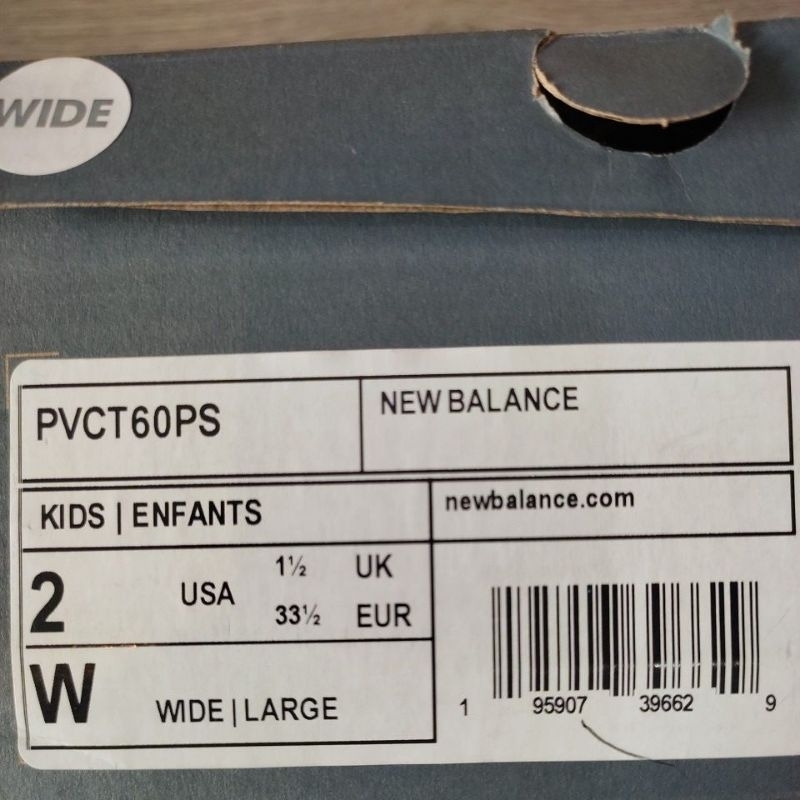 WIDE
PVCT60PS
NEW BALANCE
KIDS | ENFANTS
newbalance.com
2 USA 1½ UK
33½ EUR
W WIDE | LARGE
1 95907 39662 9